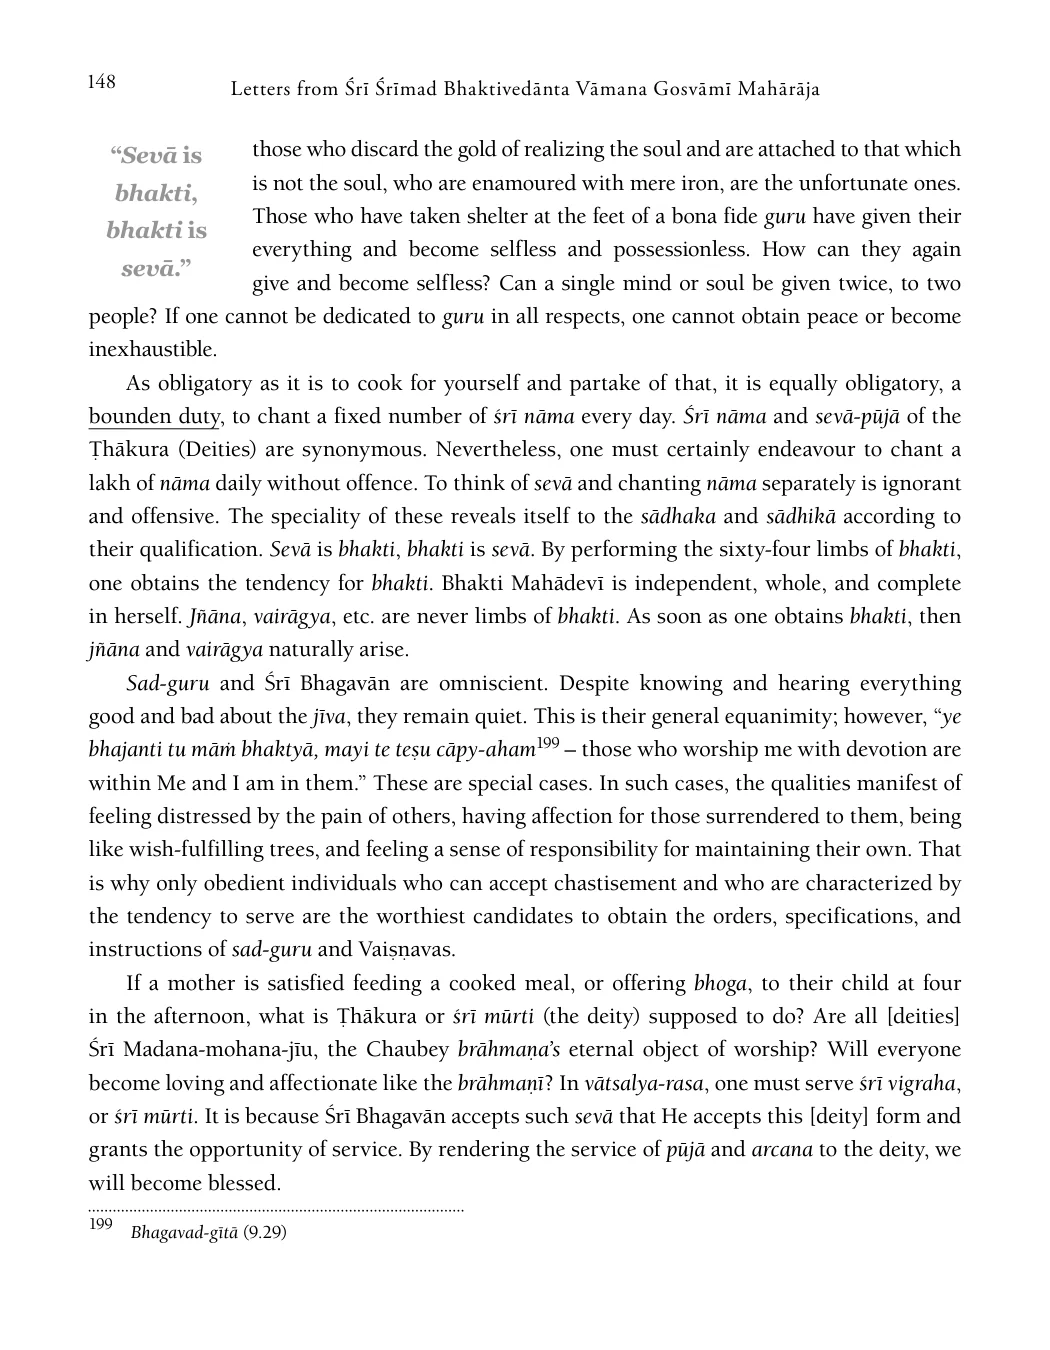 148
Letters from Śrī Śrīmad Bhaktivedānta Vāmana Gosvāmī Mahārāja
“Sevā is
bhakti,
bhakti is
sevā.”
those who discard the gold of realizing the soul and are attached to that which
is not the soul, who are enamoured with mere iron, are the unfortunate ones.
Those who have taken shelter at the feet of a bona fide guru have given their
everything and become selfless and possessionless. How can they again
give and become selfless? Can a single mind or soul be given twice, to two
people? If one cannot be dedicated to guru in all respects, one cannot obtain peace or become
inexhaustible.
As obligatory as it is to cook for yourself and partake of that, it is equally obligatory, a
bounden duty, to chant a fixed number of śrī nāma every day. Śrī nāma and sevā-pūjā of the
Ṭhākura (Deities) are synonymous. Nevertheless, one must certainly endeavour to chant a
lakh of nāma daily without offence. To think of sevā and chanting nāma separately is ignorant
and offensive. The speciality of these reveals itself to the sādhaka and sādhikā according to
their qualification. Sevā is bhakti, bhakti is sevā. By performing the sixty-four limbs of bhakti,
one obtains the tendency for bhakti. Bhakti Mahādevī is independent, whole, and complete
in herself. Jñāna, vairāgya, etc. are never limbs of bhakti. As soon as one obtains bhakti, then
jñāna and vairāgya naturally arise.
Sad-guru and Śrī Bhagavān are omniscient. Despite knowing and hearing everything
good and bad about the jīva, they remain quiet. This is their general equanimity; however, “ye
bhajanti tu māṁ bhaktyā, mayi te teṣu cāpy-aham199 – those who worship me with devotion are
within Me and I am in them.” These are special cases. In such cases, the qualities manifest of
feeling distressed by the pain of others, having affection for those surrendered to them, being
like wish-fulfilling trees, and feeling a sense of responsibility for maintaining their own. That
is why only obedient individuals who can accept chastisement and who are characterized by
the tendency to serve are the worthiest candidates to obtain the orders, specifications, and
instructions of sad-guru and Vaiṣṇavas.
If a mother is satisfied feeding a cooked meal, or offering bhoga, to their child at four
in the afternoon, what is Ṭhākura or śrī mūrti (the deity) supposed to do? Are all [deities]
Śrī Madana-mohana-jīu, the Chaubey brāhmaṇa’s eternal object of worship? Will everyone
become loving and affectionate like the brāhmaṇī? In vātsalya-rasa, one must serve śrī vigraha,
or śrī mūrti. It is because Śrī Bhagavān accepts such sevā that He accepts this [deity] form and
grants the opportunity of service. By rendering the service of pūjā and arcana to the deity, we
will become blessed.
199 Bhagavad-gītā (9.29)